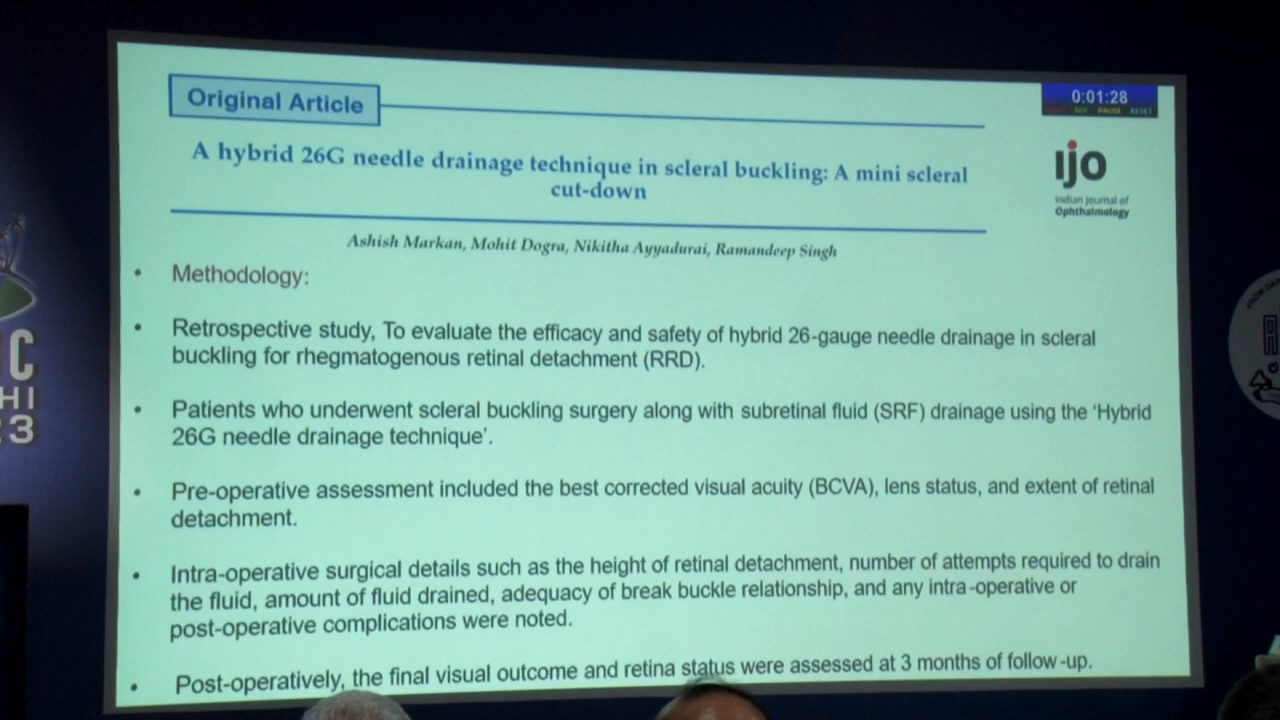 Original Article
0:01:28
PAUSE RESET
A hybrid 26G needle drainage technique in scleral buckling: A mini scleral
cut-down
ijo
Indian Journal of
Ophthalmology
Ashish Markan, Mohit Dogra, Nikitha Ayyadurai, Ramandeep Singh
• Methodology:
• Retrospective study, To evaluate the efficacy and safety of hybrid 26-gauge needle drainage in scleral
buckling for rhegmatogenous retinal detachment (RRD).
• Patients who underwent scleral buckling surgery along with subretinal fluid (SRF) drainage using the ‘Hybrid
26G needle drainage technique’.
• Pre-operative assessment included the best corrected visual acuity (BCVA), lens status, and extent of retinal
detachment.
• Intra-operative surgical details such as the height of retinal detachment, number of attempts required to drain
the fluid, amount of fluid drained, adequacy of break buckle relationship, and any intra-operative or
post-operative complications were noted.
• Post-operatively, the final visual outcome and retina status were assessed at 3 months of follow-up.
C
HI
3